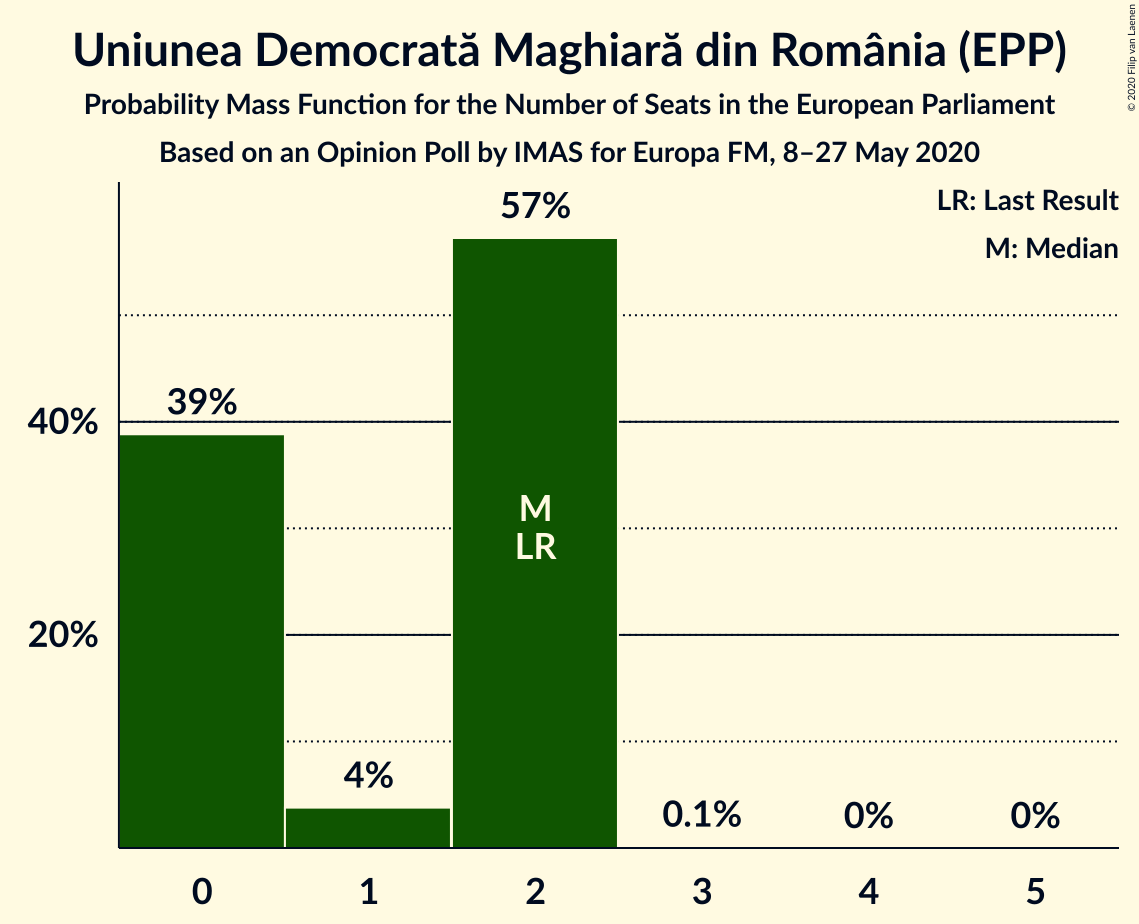 Uniunea Democrată Maghiară din România (EPP)
Probability Mass Function for the Number of Seats in the European Parliament
Based on an Opinion Poll by IMAS for Europa FM, 8–27 May 2020
© 2020 Filip van Laenen
LR: Last Result
M: Median
57%
39%
40%
M
LR
20%
4%
0.1%
0%
0%
0
1
2
3
4
5